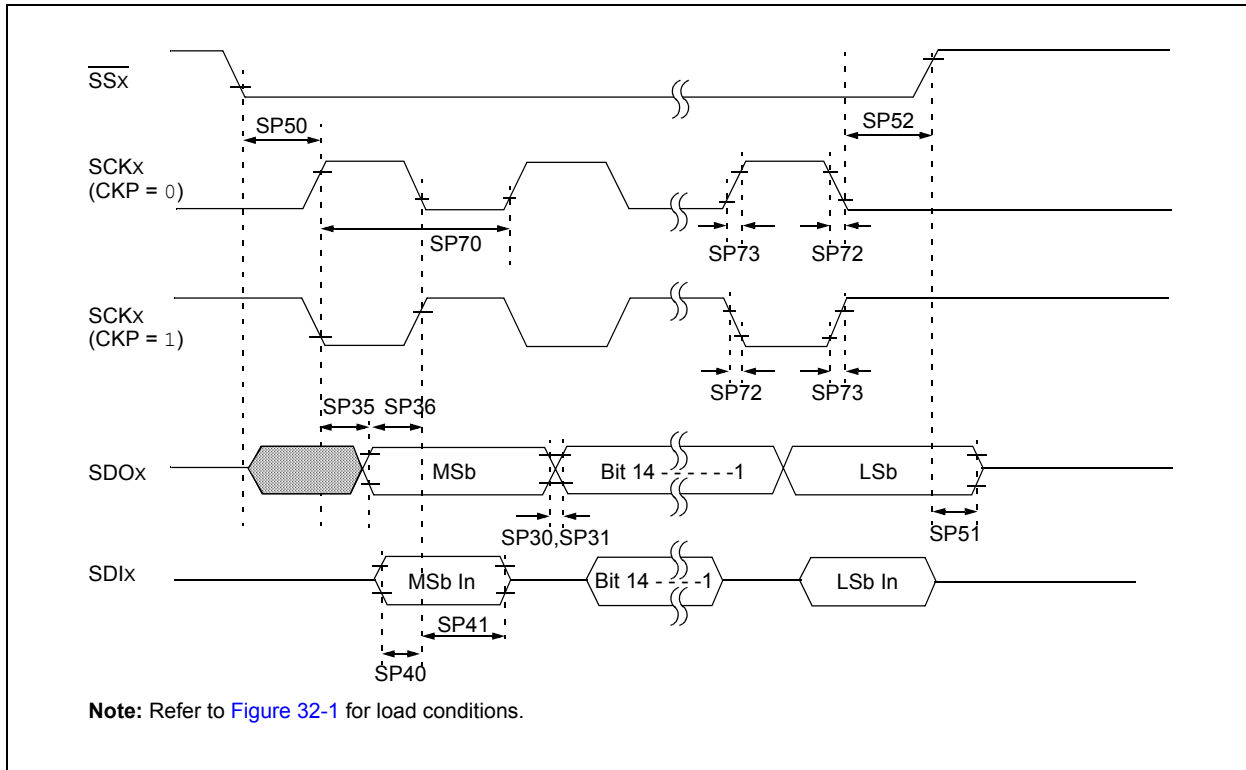 SSx
SP50
SP52
SCKx
(CKP = 0)
SP70
SP73
SP72
SCKx
(CKP = 1)
SP72
SP73
SP35
SP36
SDOx
MSb
Bit 14 - - - - - -1
LSb
SP30,SP31
SP51
SDIx
MSb In
Bit 14 - - - -1
LSb In
SP41
SP40
Note: Refer to Figure 32-1 for load conditions.